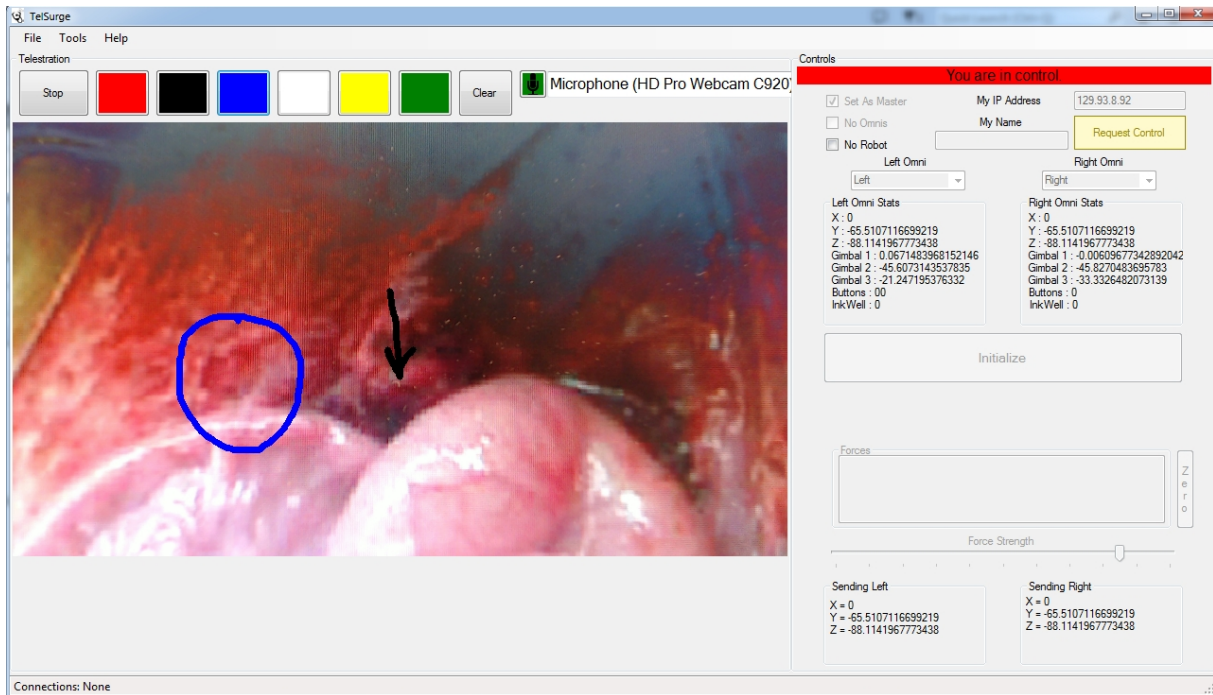 TelSurge
File Tools Help
Telestration
Stop
Clear
Microphone (HD Pro Webcam C920)
Controls
You are in control.
Set As Master
My IP Address
129.93.8.92
No Omnis
My Name
Request Control
No Robot
Left Omni
Right Omni
Left
Right
Left Omni Stats
X : 0
Y : -65.5107116699219
Z : -88.1141967773438
Gimbal 1 : 0.0671483968152146
Gimbal 2 : -45.6073143537835
Gimbal 3 : -21.247195376332
Buttons : 00
InkWell : 0
Right Omni Stats
X : 0
Y : -65.5107116699219
Z : -88.1141967773438
Gimbal 1 : -0.00609677342892042
Gimbal 2 : -45.8270483695783
Gimbal 3 : -33.3326482073139
Buttons : 0
InkWell : 0
Initialize
Forces
Zero
Force Strength
Sending Left
X = 0
Y = -65.5107116699219
Z = -88.1141967773438
Sending Right
X = 0
Y = -65.5107116699219
Z = -88.1141967773438
Connections: None